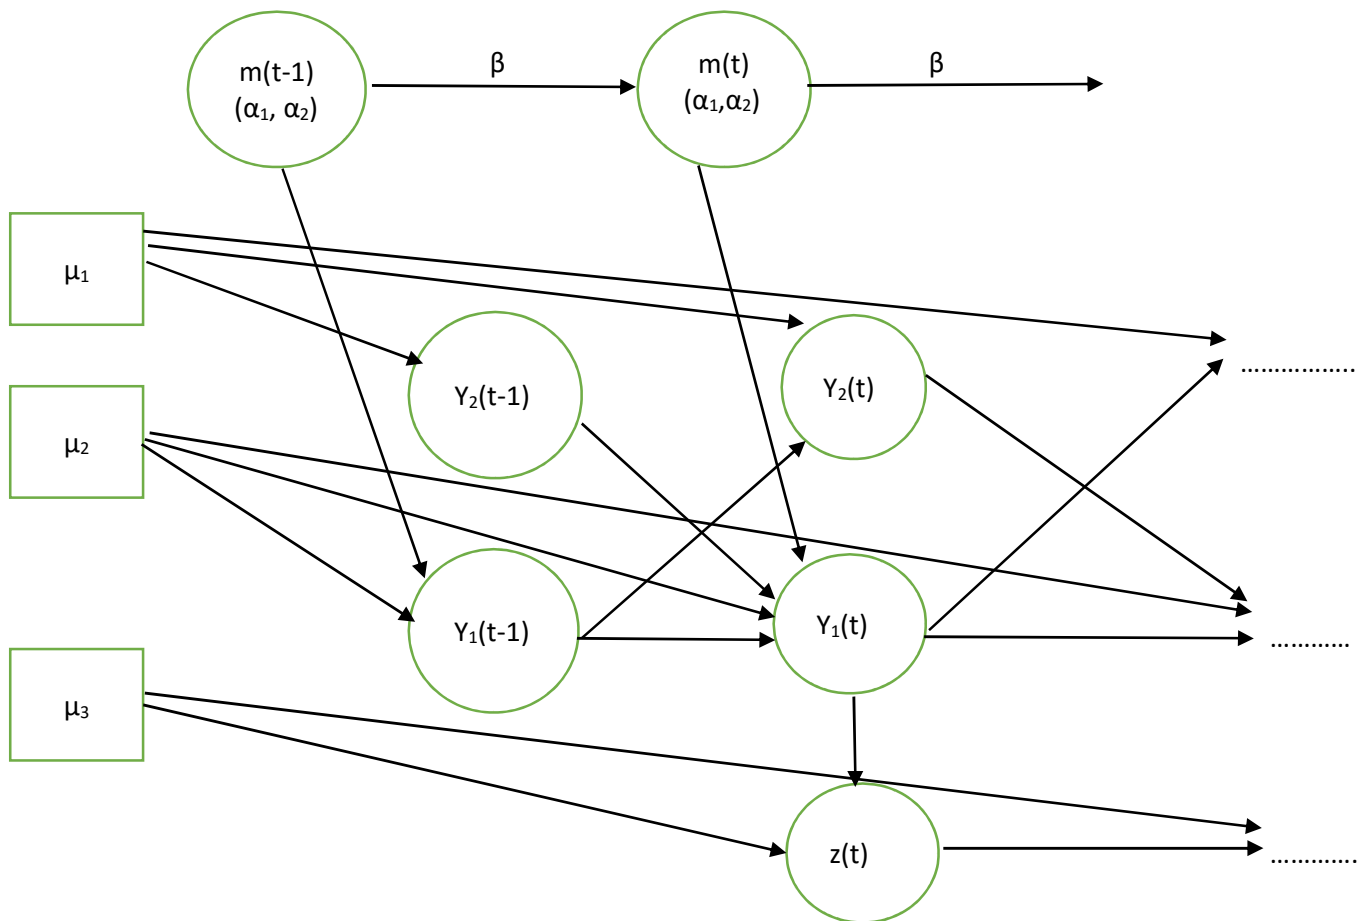 m(t-1)
(α₁, α₂)
β
m(t)
(α₁,α₂)
β
µ₁
Y₂(t-1)
Y₂(t)
……………..
µ₂
Y₁(t-1)
Y₁(t)
…………
µ₃
z(t)
………….